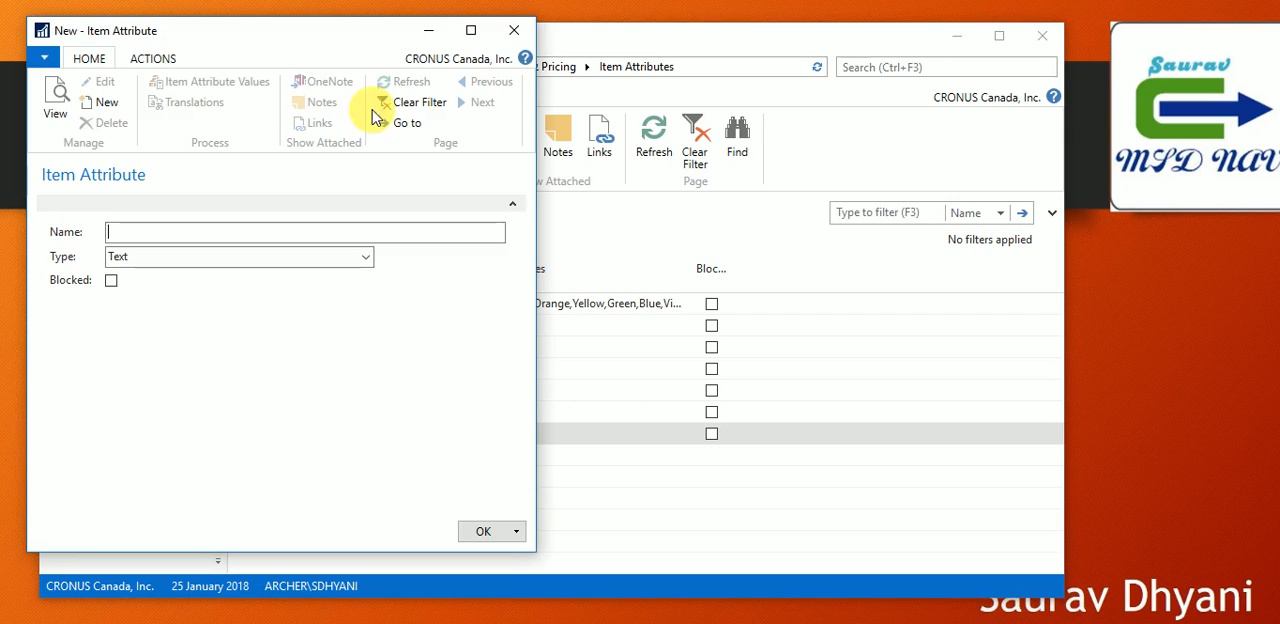 New - Item Attribute
HOME
ACTIONS
CRONUS Canada, Inc.
View
Edit
New
Delete
Manage
Item Attribute Values
Translations
Process
OneNote
Notes
Links
Show Attached
Refresh
Clear Filter
Go to
Previous
Next
Page
Item Attribute
Name:
Type: Text
Blocked:
OK
& Pricing
Item Attributes
Search (Ctrl+F3)
CRONUS Canada, Inc.
Notes
Links
w Attached
Refresh
Clear
Filter
Find
Page
Type to filter (F3)
Name
No filters applied
es
Bloc...
Orange,Yellow,Green,Blue,Vi...
CRONUS Canada, Inc.
25 January 2018
ARCHER\SDHYANI
Saurav
MSD NAV
Saurav Dhyani